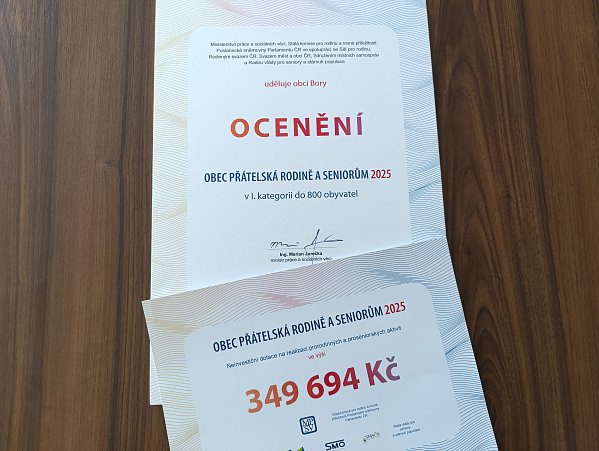 Ministerstvo práce a sociálních věcí, Stálá komise pro rodinu a rovné příležitosti
Poslanecké sněmovny Parlamentu ČR ve spolupráci se Sítí pro rodinu,
Rodinným svazem ČR, Svazem měst a obcí ČR, Sdružením místních samospráv
a Radou vlády pro seniory a stárnutí populace
uděluje obci Bory
OCENĚNÍ
OBEC PŘÁTELSKÁ RODINĚ A SENIORŮM 2025
v I. kategorii do 800 obyvatel
Ing. Marian Jurečka
ministr práce a sociálních věcí
OBEC PŘÁTELSKÁ RODINĚ A SENIORŮM 2025
Neinvestiční dotace na realizaci prorodinných a proseniorských aktivit
ve výši
349 694 Kč
SMO